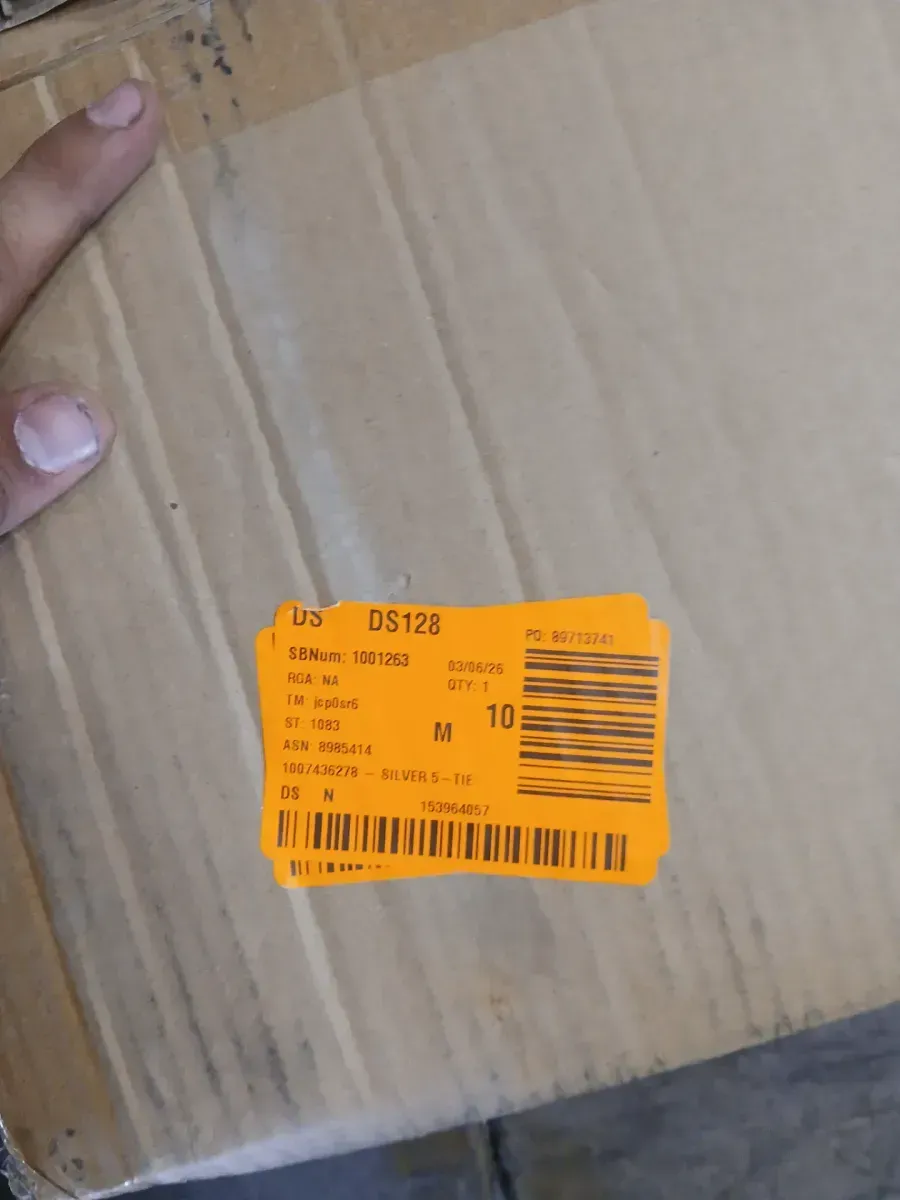 DS DS128
SBNum: 1001263 03/06/26
RGA: NA QTY: 1
TM: jcp0sr6
ST: 1083 M 10
ASN: 8985414
1007436278 - SILVER 5-TIE
DS N 153964057
PO: 89713741